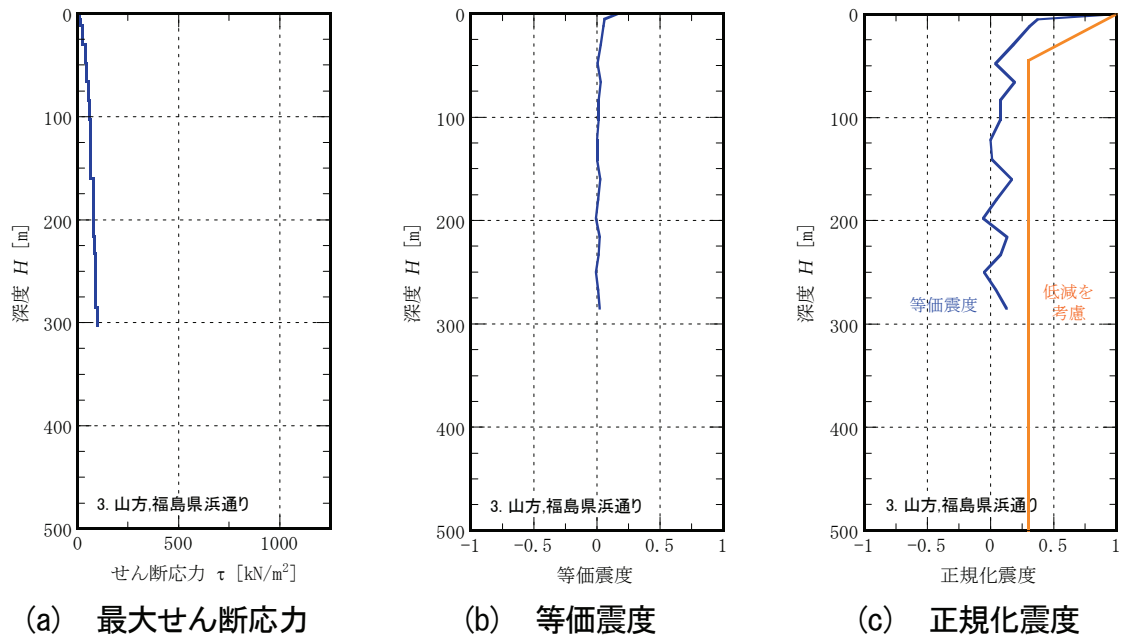 0
100
200
300
400
500
深度 H [m]
3. 山方,福島県浜通り
0
500
1000
せん断応力 τ [kN/m²]
(a) 最大せん断応力
0
100
200
300
400
500
深度 H [m]
3. 山方,福島県浜通り
-1
-0.5
0
0.5
1
等価震度
(b) 等価震度
0
100
200
300
400
500
深度 H [m]
等価震度
低減を
考慮
3. 山方,福島県浜通り
-1
-0.5
0
0.5
1
正規化震度
(c) 正規化震度